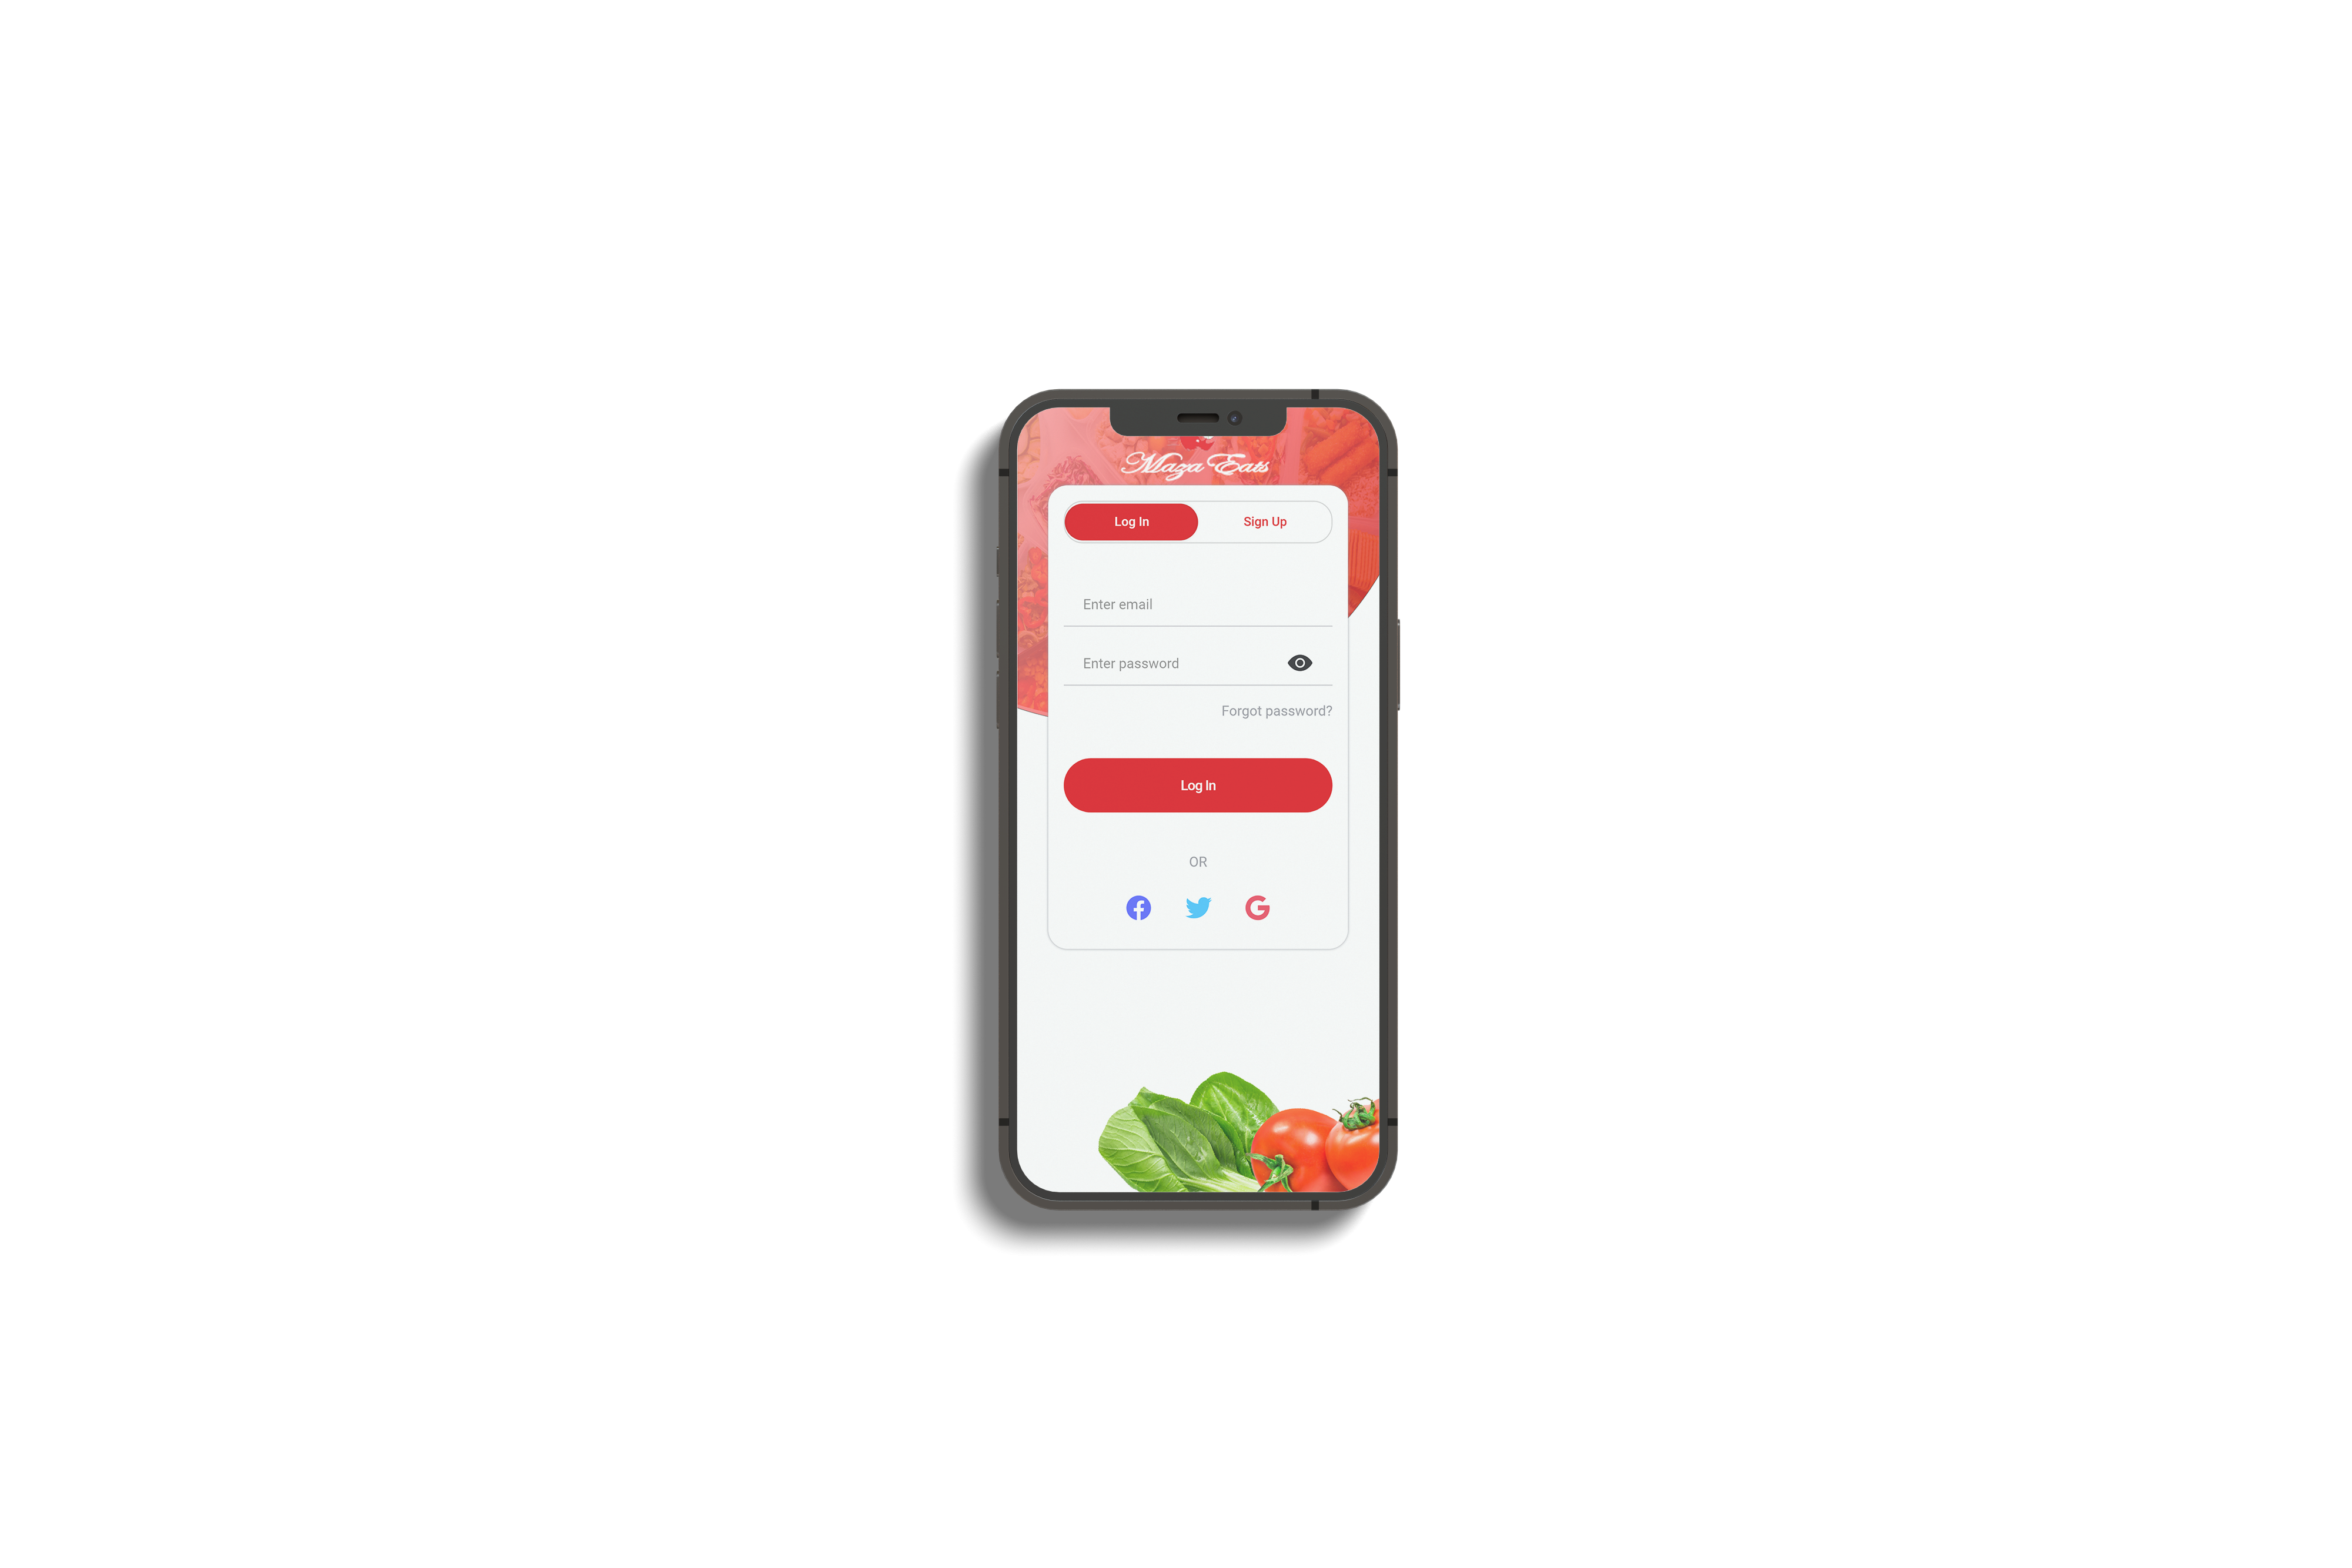 Maza Eats
Log In
Sign Up
Enter email
Enter password
Forgot password?
Log In
OR